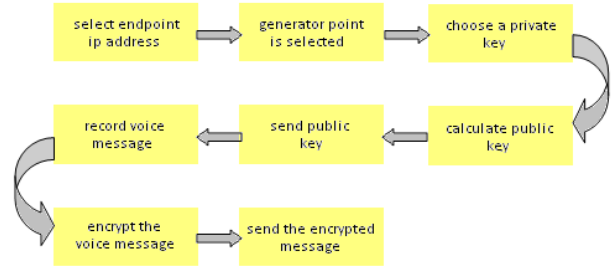 select endpoint
ip address
generator point
is selected
choose a private
key
calculate public
key
send public
key
record voice
message
encrypt the
voice message
send the encrypted
message